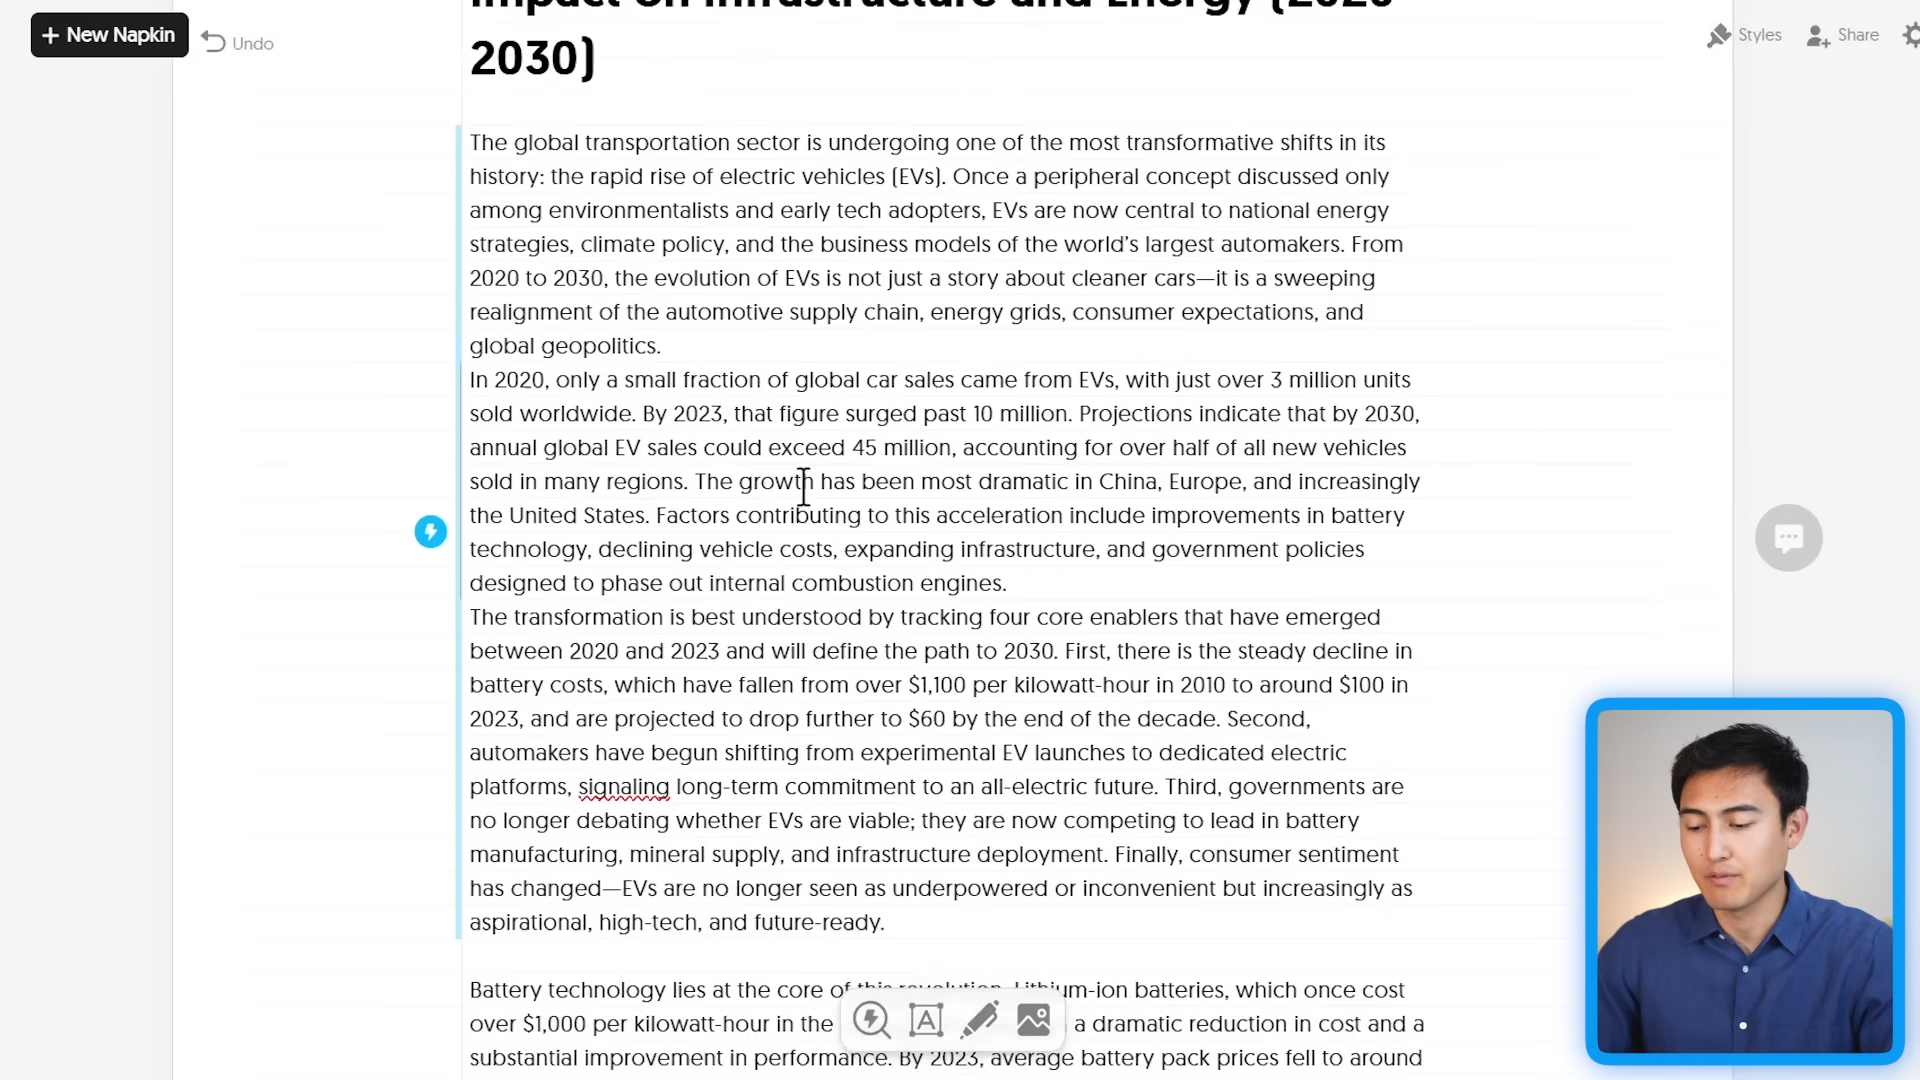 Impact on Infrastructure and Energy (2020
2030)
+ New Napkin
Undo
Styles
Share
The global transportation sector is undergoing one of the most transformative shifts in its
history: the rapid rise of electric vehicles (EVs). Once a peripheral concept discussed only
among environmentalists and early tech adopters, EVs are now central to national energy
strategies, climate policy, and the business models of the world’s largest automakers. From
2020 to 2030, the evolution of EVs is not just a story about cleaner cars—it is a sweeping
realignment of the automotive supply chain, energy grids, consumer expectations, and
global geopolitics.
In 2020, only a small fraction of global car sales came from EVs, with just over 3 million units
sold worldwide. By 2023, that figure surged past 10 million. Projections indicate that by 2030,
annual global EV sales could exceed 45 million, accounting for over half of all new vehicles
sold in many regions. The growth has been most dramatic in China, Europe, and increasingly
the United States. Factors contributing to this acceleration include improvements in battery
technology, declining vehicle costs, expanding infrastructure, and government policies
designed to phase out internal combustion engines.
The transformation is best understood by tracking four core enablers that have emerged
between 2020 and 2023 and will define the path to 2030. First, there is the steady decline in
battery costs, which have fallen from over $1,100 per kilowatt-hour in 2010 to around $100 in
2023, and are projected to drop further to $60 by the end of the decade. Second,
automakers have begun shifting from experimental EV launches to dedicated electric
platforms, signaling long-term commitment to an all-electric future. Third, governments are
no longer debating whether EVs are viable; they are now competing to lead in battery
manufacturing, mineral supply, and infrastructure deployment. Finally, consumer sentiment
has changed—EVs are no longer seen as underpowered or inconvenient but increasingly as
aspirational, high-tech, and future-ready.
Battery technology lies at the core of this revolution. Lithium-ion batteries, which once cost
over $1,000 per kilowatt-hour in the a dramatic reduction in cost and a
substantial improvement in performance. By 2023, average battery pack prices fell to around